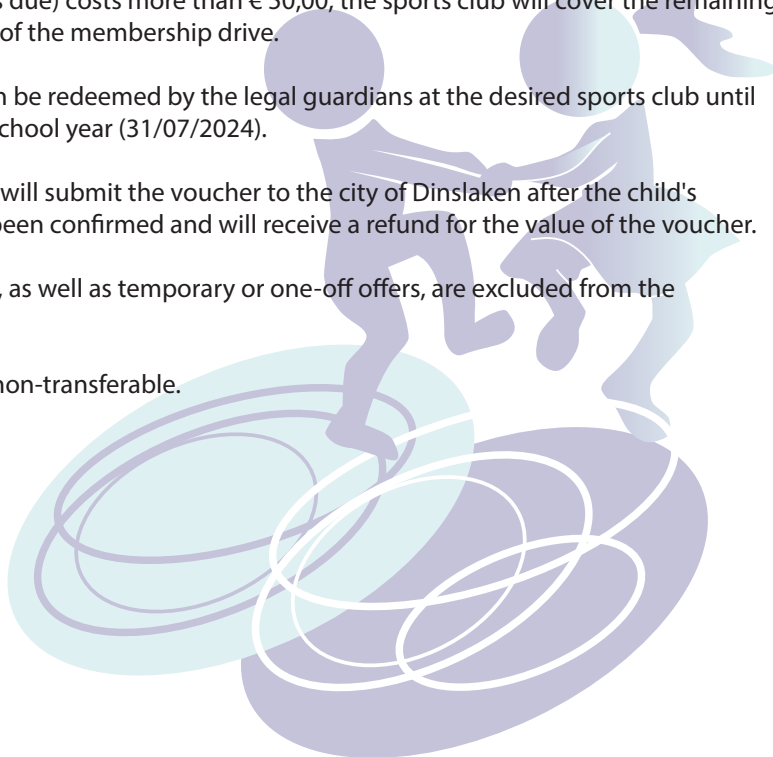 s due) costs more than € 50,00, the sports club will cover the remaining
of the membership drive.
n be redeemed by the legal guardians at the desired sports club until
chool year (31/07/2024).
will submit the voucher to the city of Dinslaken after the child's
been confirmed and will receive a refund for the value of the voucher.
, as well as temporary or one-off offers, are excluded from the
non-transferable.